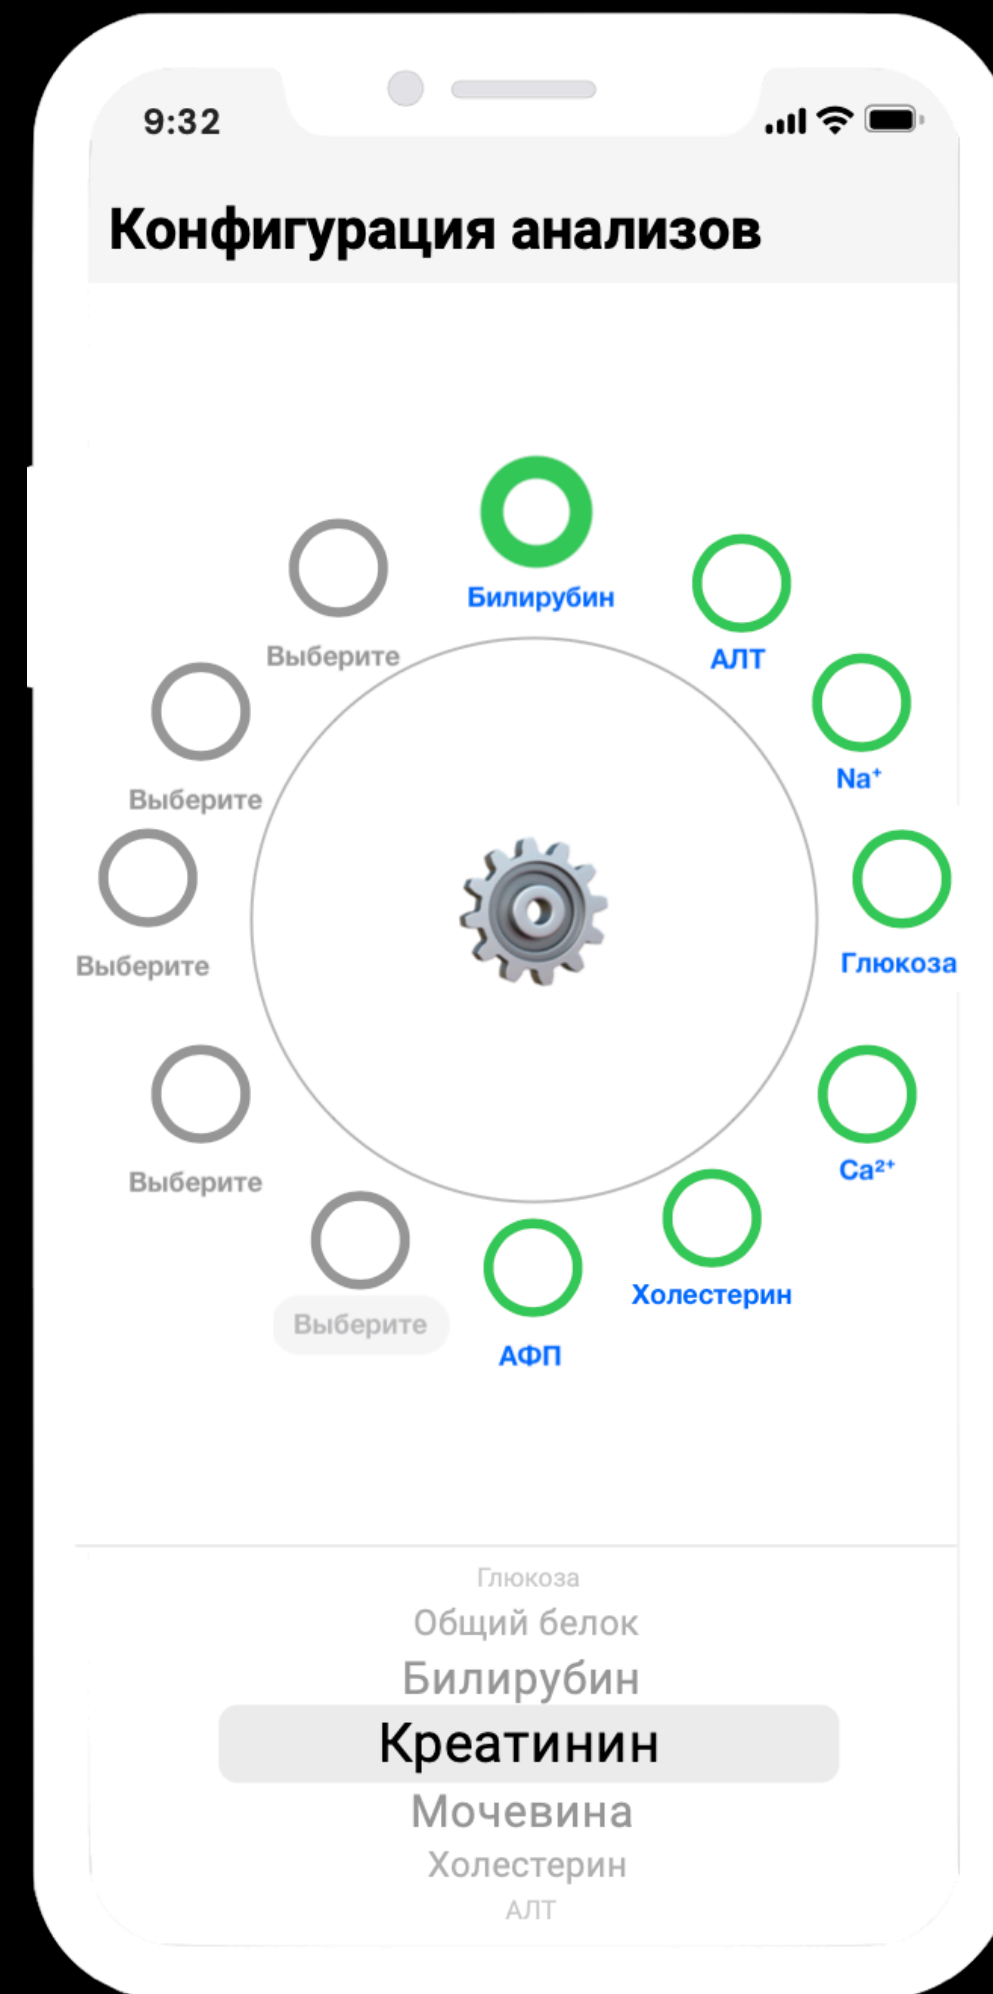 9:32
Конфигурация анализов
Билирубин
Выберите
АЛТ
Na⁺
Выберите
Глюкоза
Выберите
Ca²⁺
Выберите
Холестерин
Выберите
АФП
Глюкоза
Общий белок
Билирубин
Креатинин
Мочевина
Холестерин
АЛТ